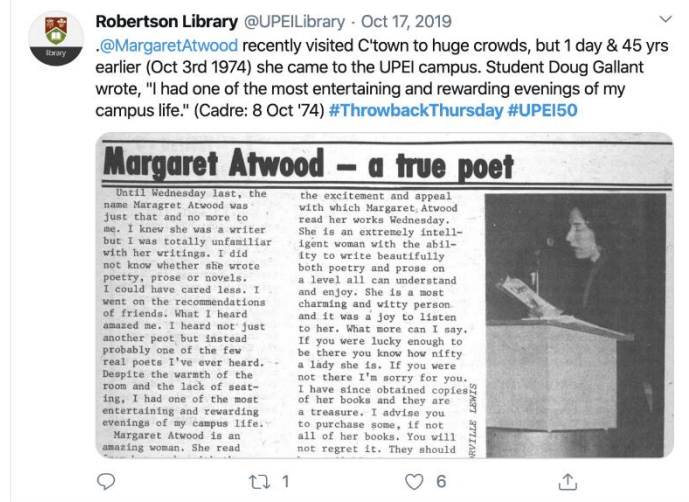 Robertson Library @UPEILibrary · Oct 17, 2019
library
.@MargaretAtwood recently visited C'town to huge crowds, but 1 day & 45 yrs
earlier (Oct 3rd 1974) she came to the UPEI campus. Student Doug Gallant
wrote, "I had one of the most entertaining and rewarding evenings of my
campus life." (Cadre: 8 Oct '74) #ThrowbackThursday #UPEI50
Margaret Atwood — a true poet
Until Wednesday last, the
name Maragret Atwood was
just that and no more to
me. I knew she was a writer
but I was totally unfamiliar
with her writings. I did
not know whether she wrote
poetry, prose or novels.
I could have cared less. I
went on the recommendations
of friends. What I heard
amazed me. I heard not just
another peot but instead
probably one of the few
real poets I've ever heard.
Despite the warmth of the
room and the lack of seat-
ing, I had one of the most
entertaining and rewarding
evenings of my campus life.
Margaret Atwood is an
amazing woman. She read
the excitement and appeal
with which Margaret Atwood
read her works Wednesday.
She is an extremely intell-
igent woman with the abil-
ity to write beautifully
both poetry and prose on
a level all can understand
and enjoy. She is a most
charming and witty person
and it was a joy to listen
to her. What more can I say.
If you were lucky enough to
be there you know how nifty
a lady she is. If you were
not there I'm sorry for you.
I have since obtained copies
of her books and they are
a treasure. I advise you
to purchase some, if not
all of her books. You will
not regret it. They should
LEWIS
1
6